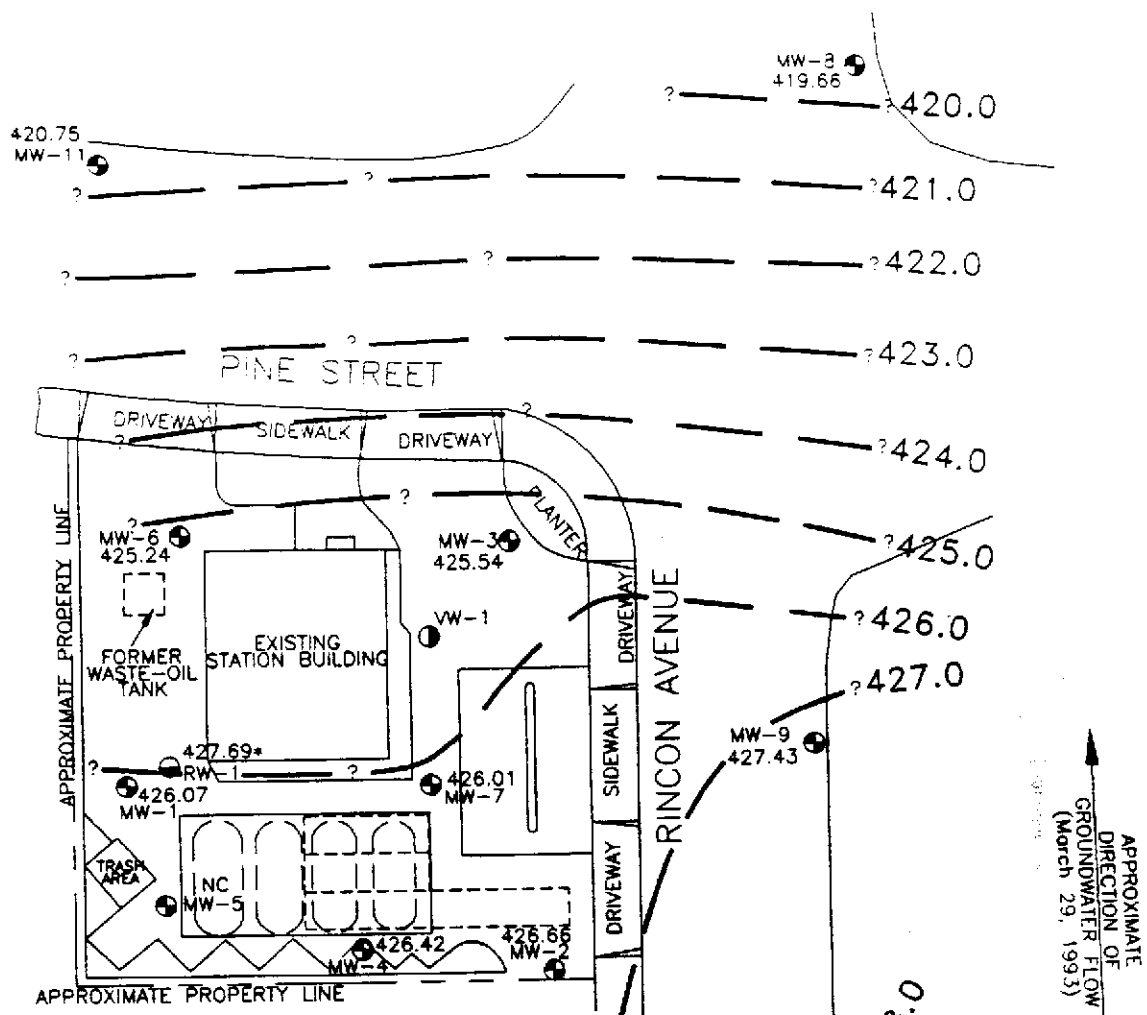 MW-8
419.66
?
? 420.0
420.75
MW-11
?
?
? 421.0
?
?
? 422.0
?
?
? 423.0
PINE STREET
DRIVEWAY
SIDEWALK
DRIVEWAY
?
?
? 424.0
PLANTER
?
?
? 425.0
MW-6
425.24
MW-3
425.54
APPROXIMATE PROPERTY LINE
VW-1
EXISTING
STATION BUILDING
FORMER
WASTE-OIL
TANK
DRIVEWAY
RINCON AVENUE
? 426.0
? 427.0
MW-9
427.43
SIDEWALK
427.69*
RW-1
?
?
426.07
MW-1
426.01
MW-7
TRASH
AREA
NC
MW-5
DRIVEWAY
426.42
MW-4
426.66
MW-2
APPROXIMATE PROPERTY LINE
APPROXIMATE
DIRECTION OF
GROUNDWATER FLOW
(March 29, 1993)